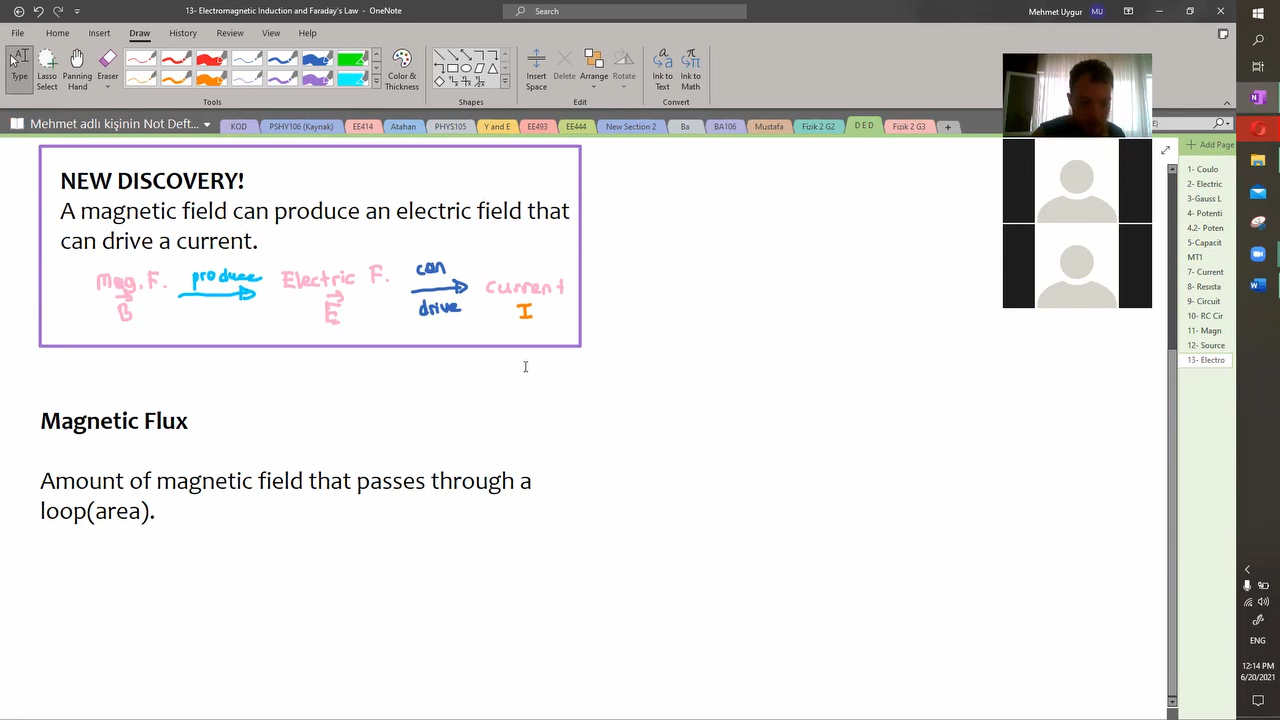 13- Electromagnetic Induction and Faraday's Law - OneNote
Search
Mehmet Uygur
MU
File Home Insert Draw History Review View Help
Type
Lasso Select
Panning Hand
Eraser
Color & Thickness
Insert Space
Delete
Arrange
Rotate
Ink to Text
Ink to Math
Tools
Shapes
Edit
Convert
Mehmet adlı kişinin Not Deft...
KOD PSHY106 (Kaynak) EE414 Atahan PHYS105 Y and E EE493 EE444 New Section 2 Ba BA106 Mustafa Fizik 2 G2 D E D Fizik 2 G3
Add Page
1- Coulo
2- Electric
3-Gauss L
4- Potenti
4.2- Poten
5-Capacit
MT1
7- Current
8- Resista
9- Circuit
10- RC Cir
11- Magn
12- Source
13- Electro
NEW DISCOVERY!
A magnetic field can produce an electric field that
can drive a current.
Mag. F. produce Electric F. can drive current
B E I
Magnetic Flux
Amount of magnetic field that passes through a
loop(area).
ENG
12:14 PM
6/20/2021